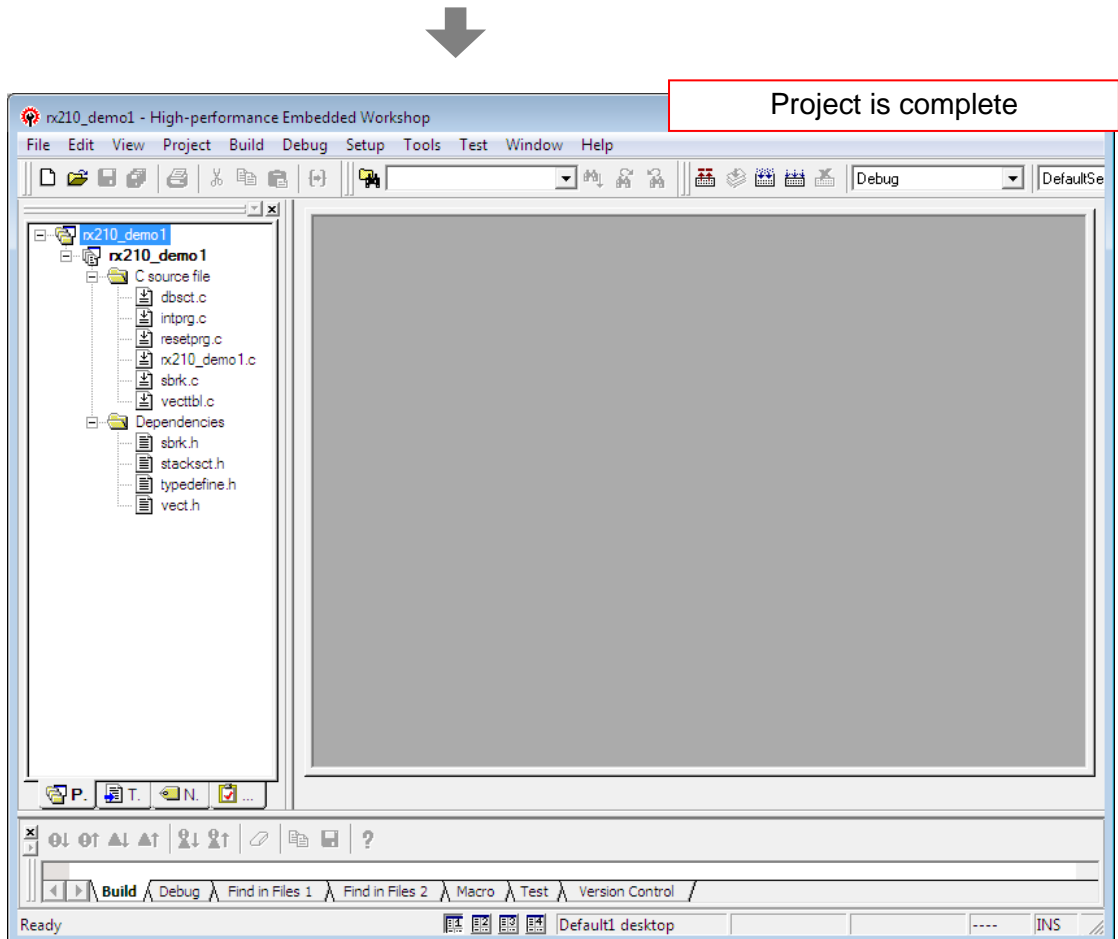 Project is complete
rx210_demo1 - High-performance Embedded Workshop
File Edit View Project Build Debug Setup Tools Test Window Help
Debug DefaultSe
rx210_demo1
rx210_demo1
C source file
dbsct.c
intprg.c
resetprg.c
rx210_demo1.c
sbrk.c
vecttbl.c
Dependencies
sbrk.h
stacksct.h
typedefine.h
vect.h
P. T. N. ...
Build Debug Find in Files 1 Find in Files 2 Macro Test Version Control
Ready Default1 desktop ---- INS